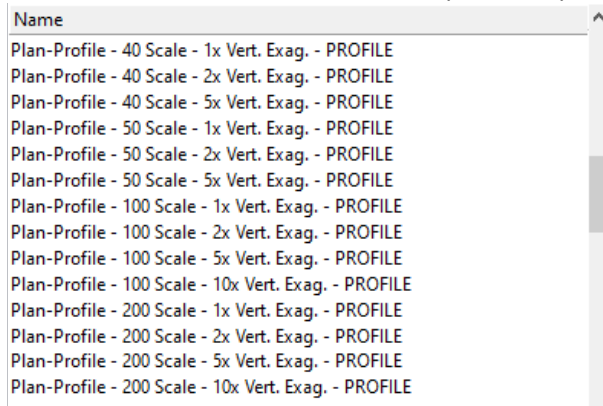 Name
Plan-Profile - 40 Scale - 1x Vert. Exag. - PROFILE
Plan-Profile - 40 Scale - 2x Vert. Exag. - PROFILE
Plan-Profile - 40 Scale - 5x Vert. Exag. - PROFILE
Plan-Profile - 50 Scale - 1x Vert. Exag. - PROFILE
Plan-Profile - 50 Scale - 2x Vert. Exag. - PROFILE
Plan-Profile - 50 Scale - 5x Vert. Exag. - PROFILE
Plan-Profile - 100 Scale - 1x Vert. Exag. - PROFILE
Plan-Profile - 100 Scale - 2x Vert. Exag. - PROFILE
Plan-Profile - 100 Scale - 5x Vert. Exag. - PROFILE
Plan-Profile - 100 Scale - 10x Vert. Exag. - PROFILE
Plan-Profile - 200 Scale - 1x Vert. Exag. - PROFILE
Plan-Profile - 200 Scale - 2x Vert. Exag. - PROFILE
Plan-Profile - 200 Scale - 5x Vert. Exag. - PROFILE
Plan-Profile - 200 Scale - 10x Vert. Exag. - PROFILE